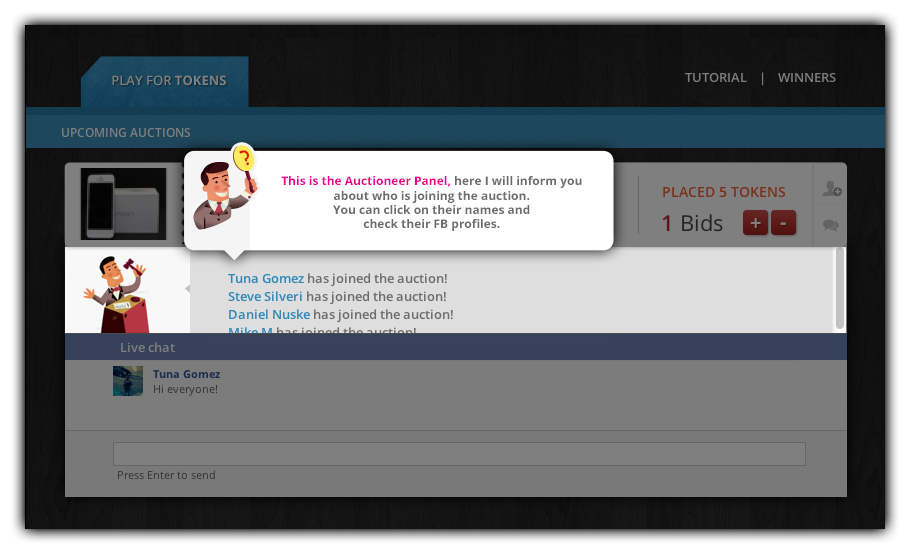 PLAY FOR TOKENS
TUTORIAL | WINNERS
UPCOMING AUCTIONS
?
This is the Auctioneer Panel, here I will inform you
about who is joining the auction.
You can click on their names and
check their FB profiles.
PLACED 5 TOKENS
1 Bids + -
Tuna Gomez has joined the auction!
Steve Silveri has joined the auction!
Daniel Nuske has joined the auction!
Mike M has joined the auction!
Live chat
Tuna Gomez
Hi everyone!
Press Enter to send